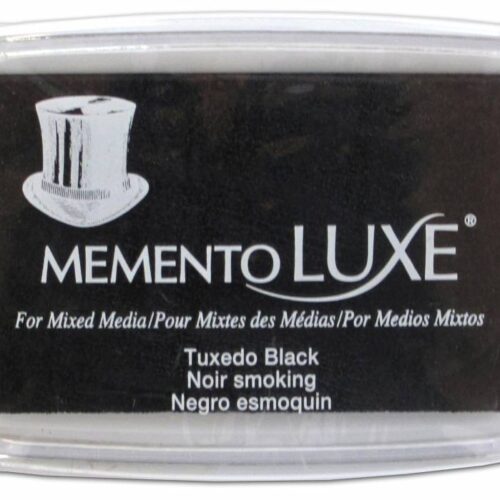 MEMENTO LUXE®
For Mixed Media/Pour Mixtes des Médias/Por Medios Mixtos
Tuxedo Black
Noir smoking
Negro esmoquin